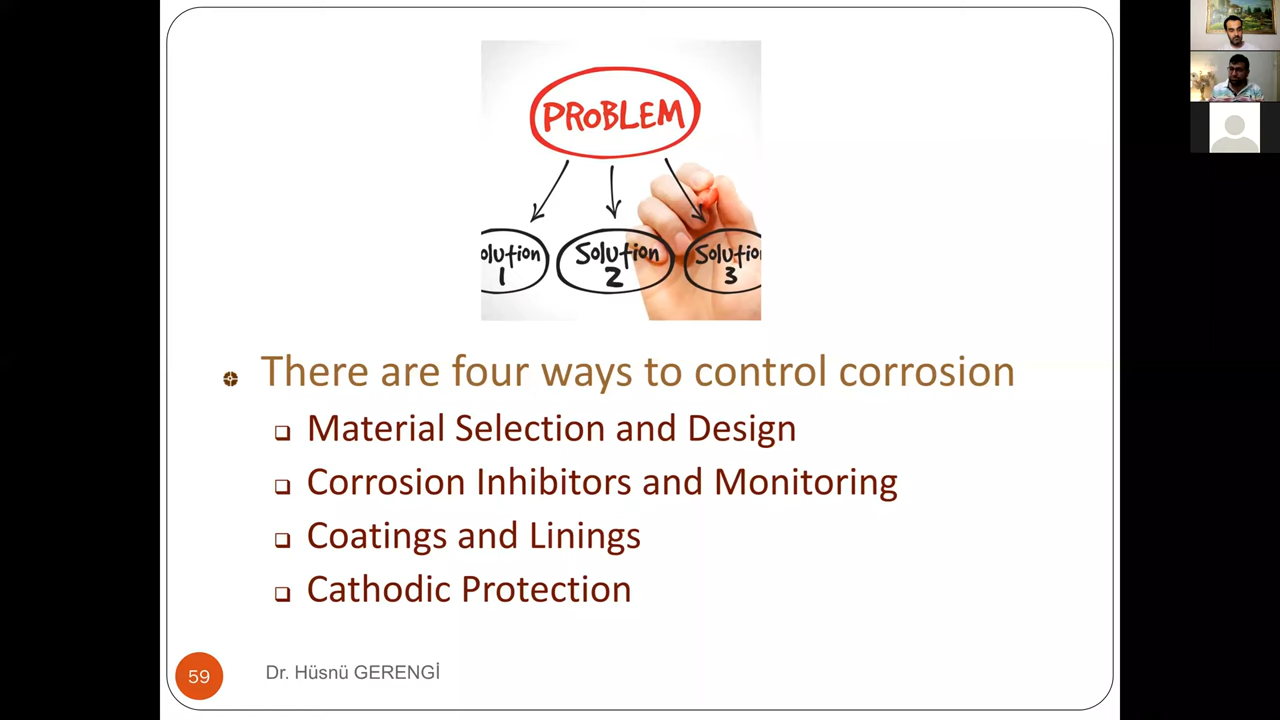 PROBLEM
olution
1
Solution
2
Solutio
3
There are four ways to control corrosion
Material Selection and Design
Corrosion Inhibitors and Monitoring
Coatings and Linings
Cathodic Protection
59
Dr. Hüsnü GERENGİ